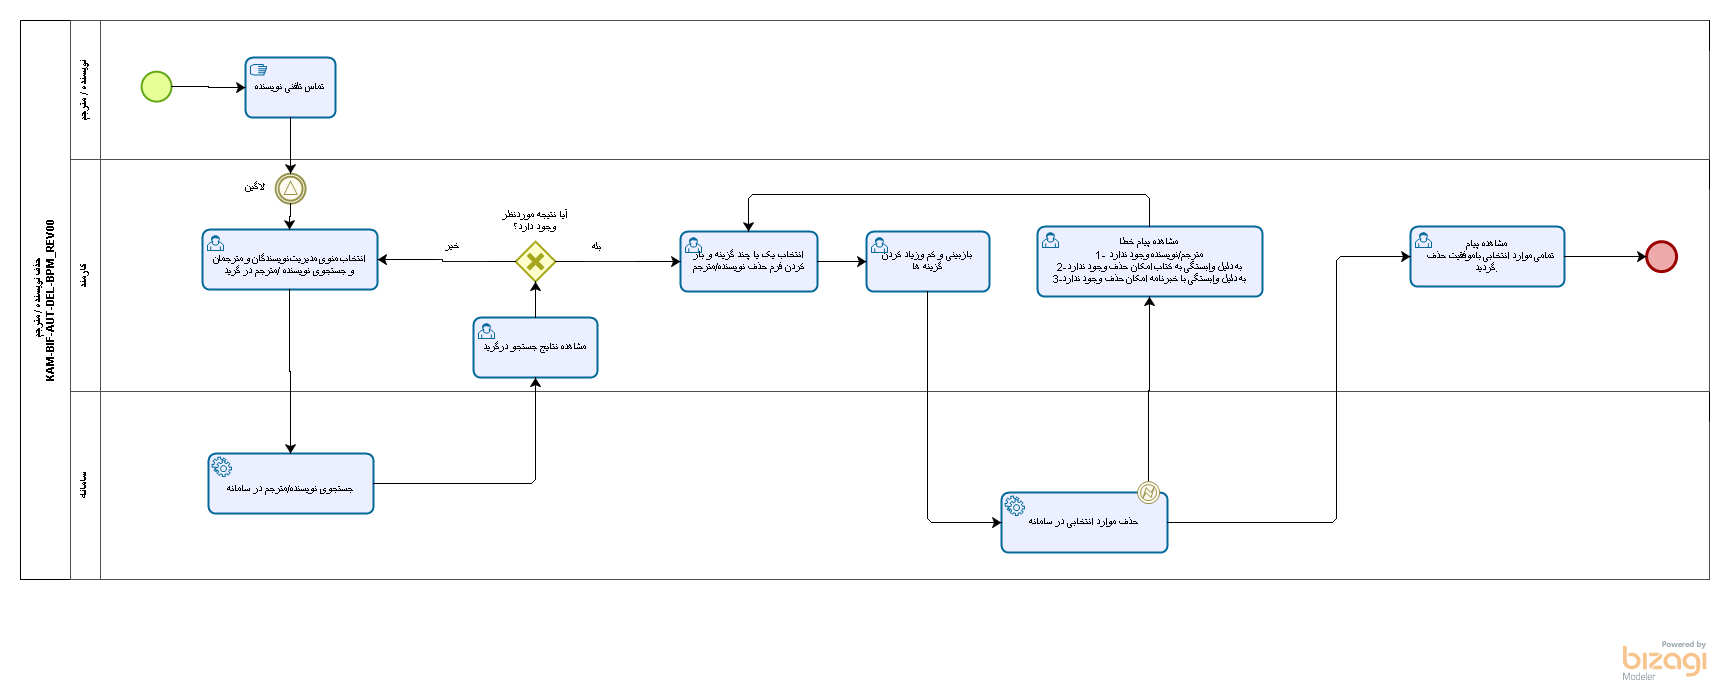 حذف نویسنده / مترجم
KAM-BIF-AUT-DEL-BPM_REV00
نویسنده / مترجم
تماس تلفنی نویسنده
کارمند
لاگین
انتخاب منوی مدیریت‌نویسندگان و مترجمان
و جستجوی نویسنده /مترجم در گرید
آیا نتیجه موردنظر
وجود دارد؟
خیر
بله
مشاهده نتایج جستجو درگرید
انتخاب یک یا چند گزینه و باز
کردن فرم حذف نویسنده/مترجم
بازبینی و کم وزیاد کردن
گزینه ها
مشاهده پیام خطا
1- مترجم/نویسنده وجود ندارد
2-به دلیل وابستگی به کتاب امکان حذف وجود ندارد
3-به دلیل وابستگی با خبرنامه امکان حذف وجود ندارد
مشاهده پیام
تمامی موارد انتخابی باموفقیت حذف
گردید.
سامانه
جستجوی نویسنده/مترجم در سامانه
حذف موارد انتخابی در سامانه
Powered by
bizagi
Modeler